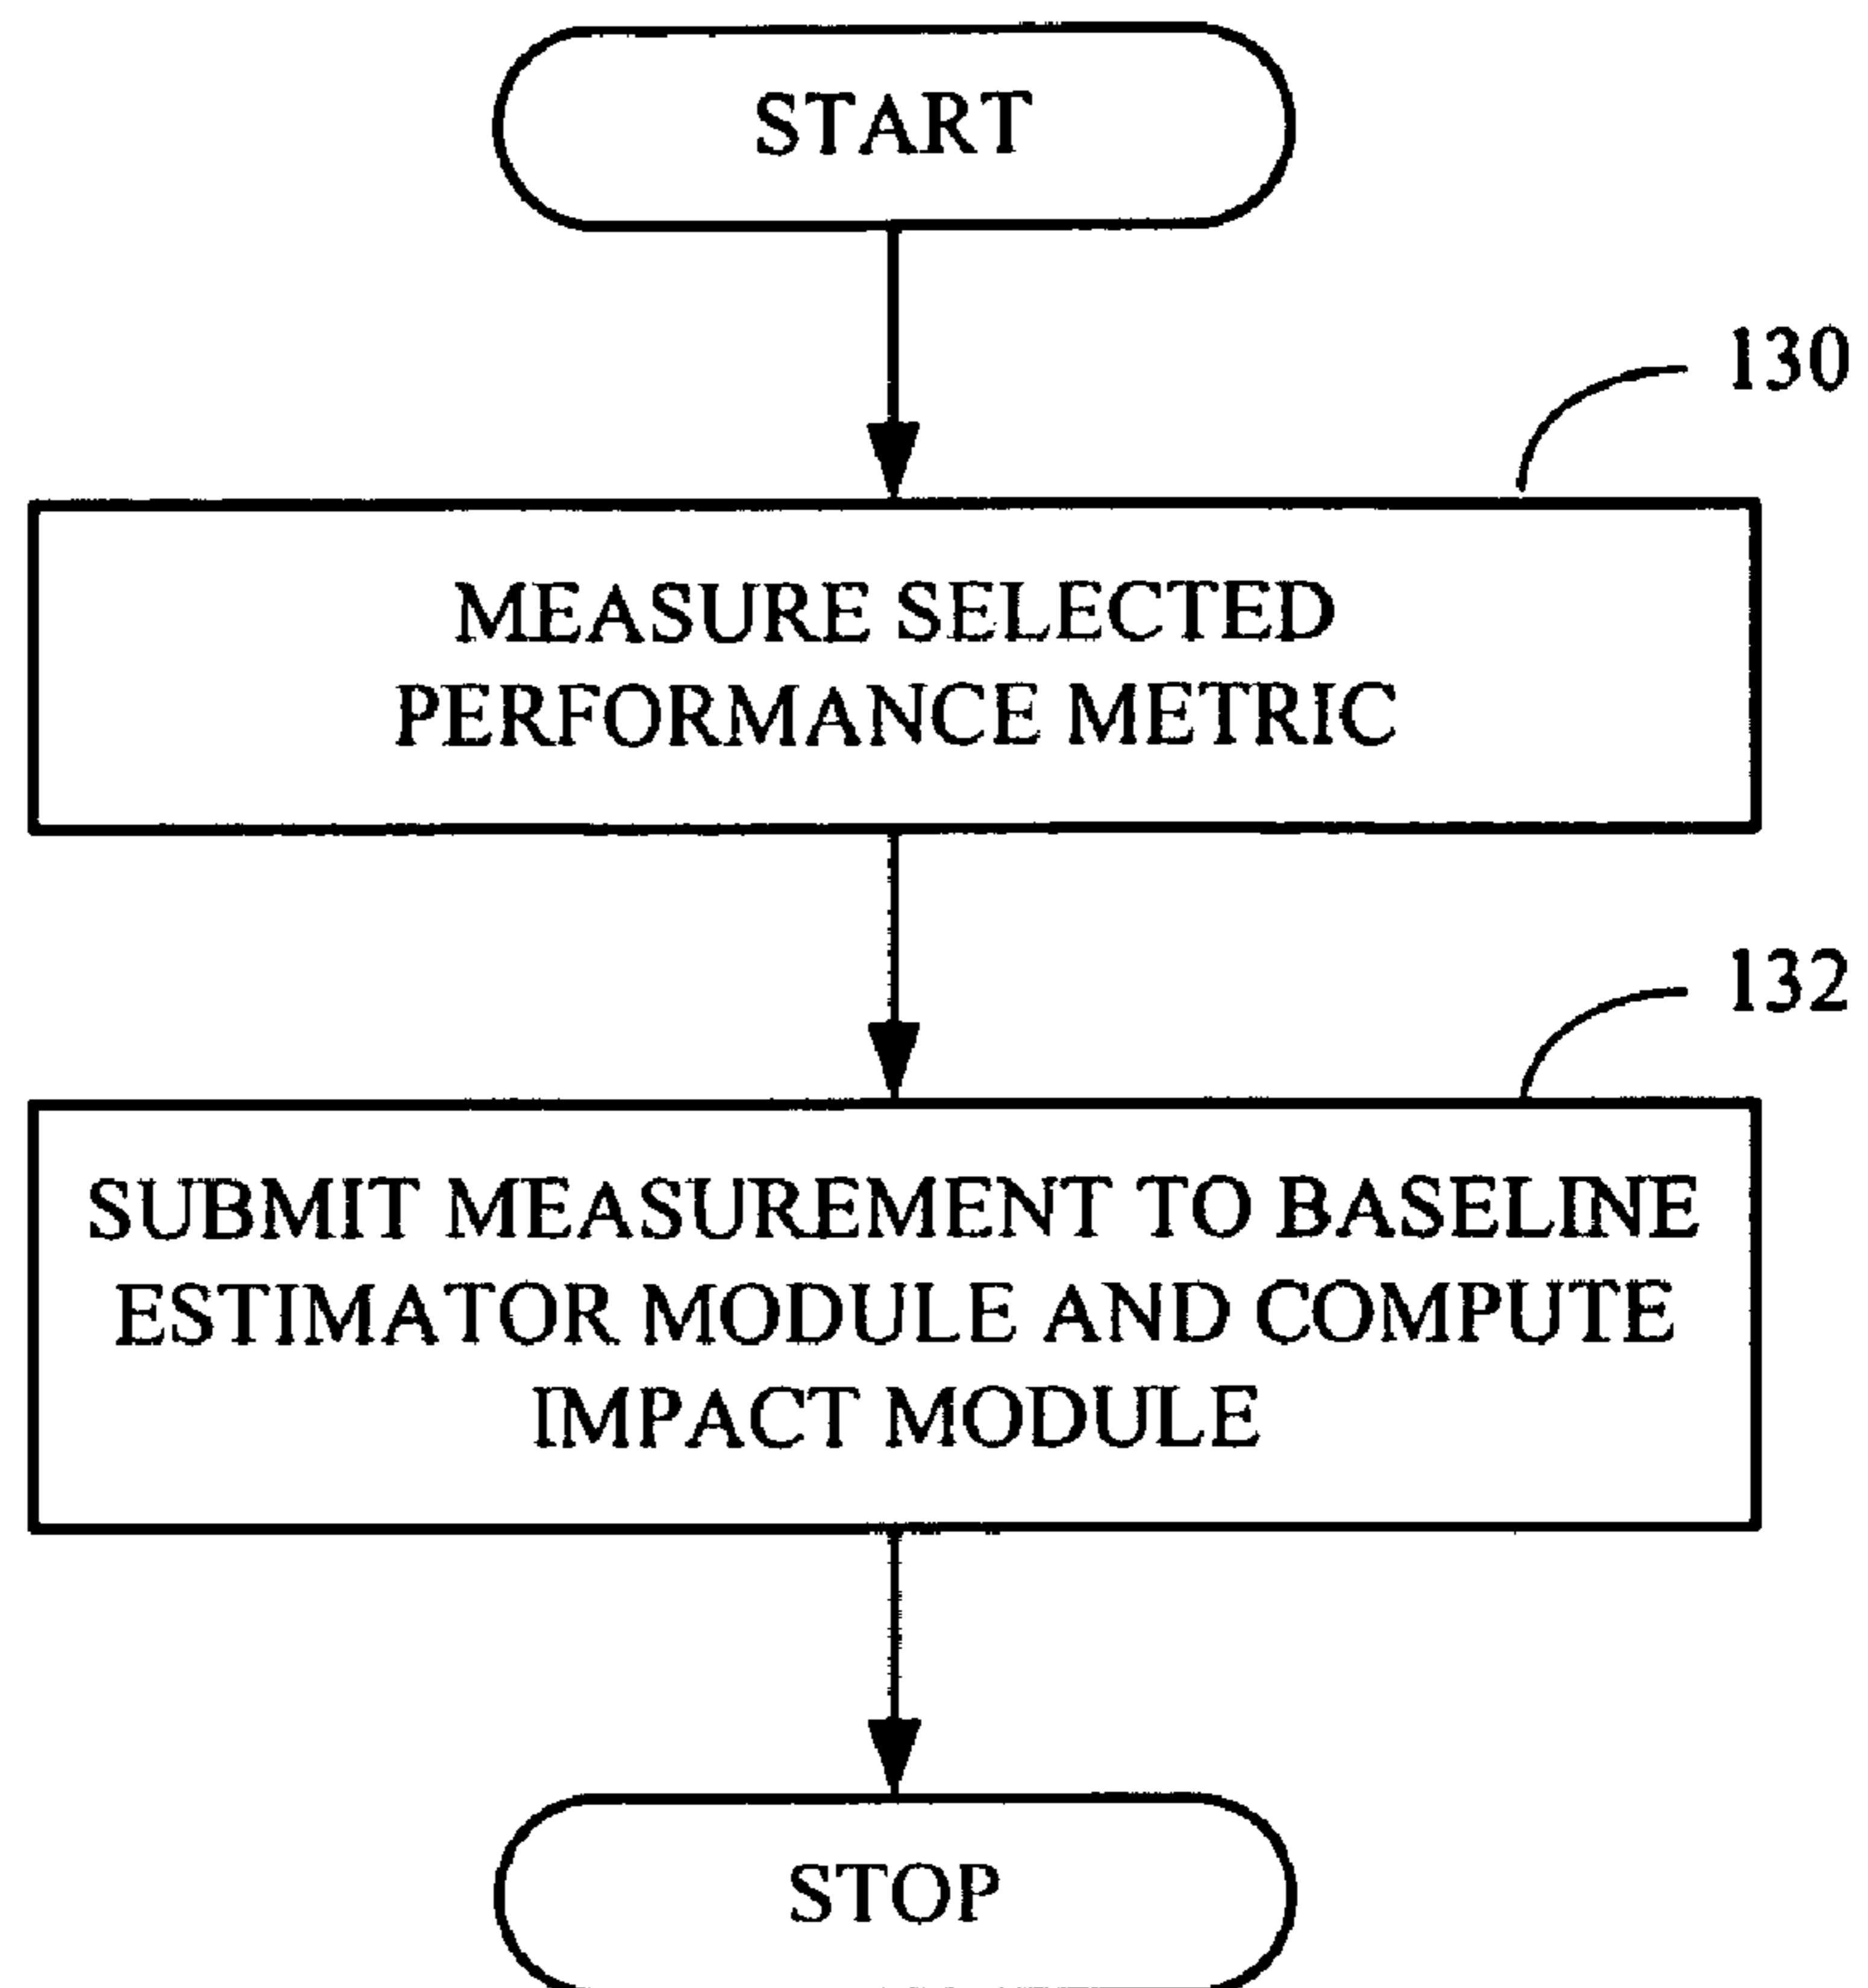 START
130
MEASURE SELECTED
PERFORMANCE METRIC
132
SUBMIT MEASUREMENT TO BASELINE
ESTIMATOR MODULE AND COMPUTE
IMPACT MODULE
STOP